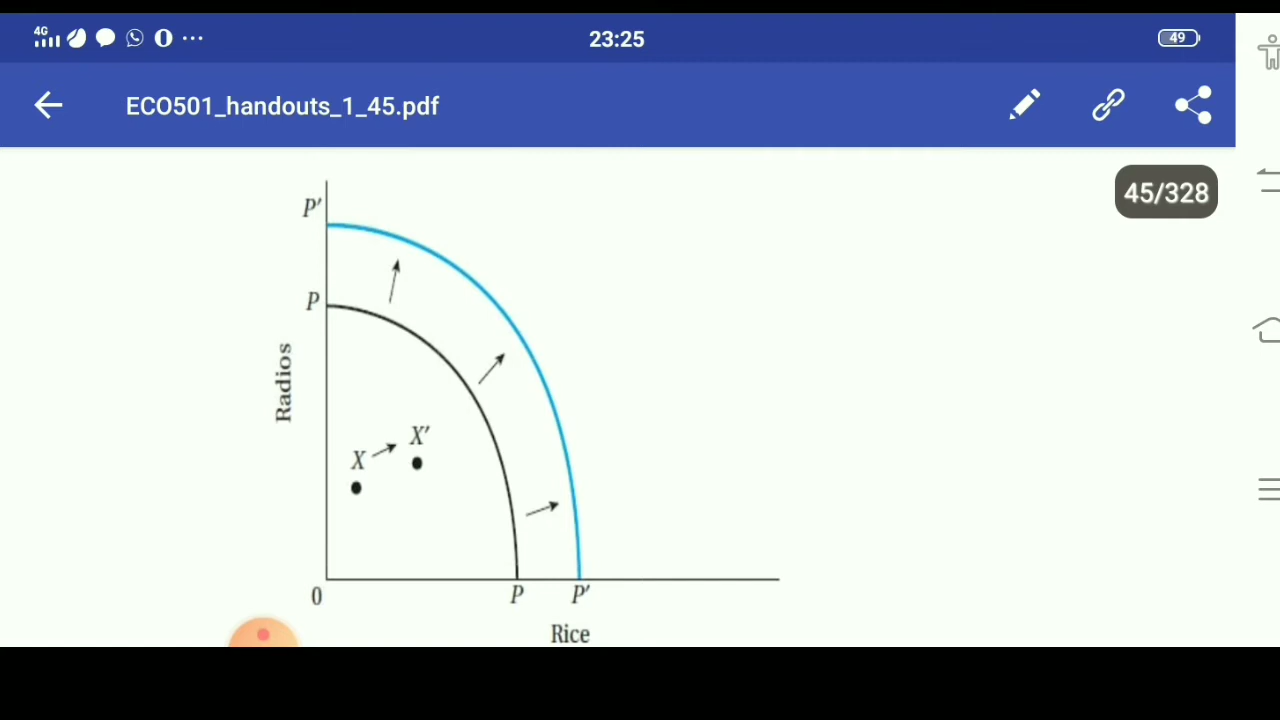 4G 23:25 49
ECO501_handouts_1_45.pdf
45/328
P'
P
Radios
X X'
0 P P'
Rice